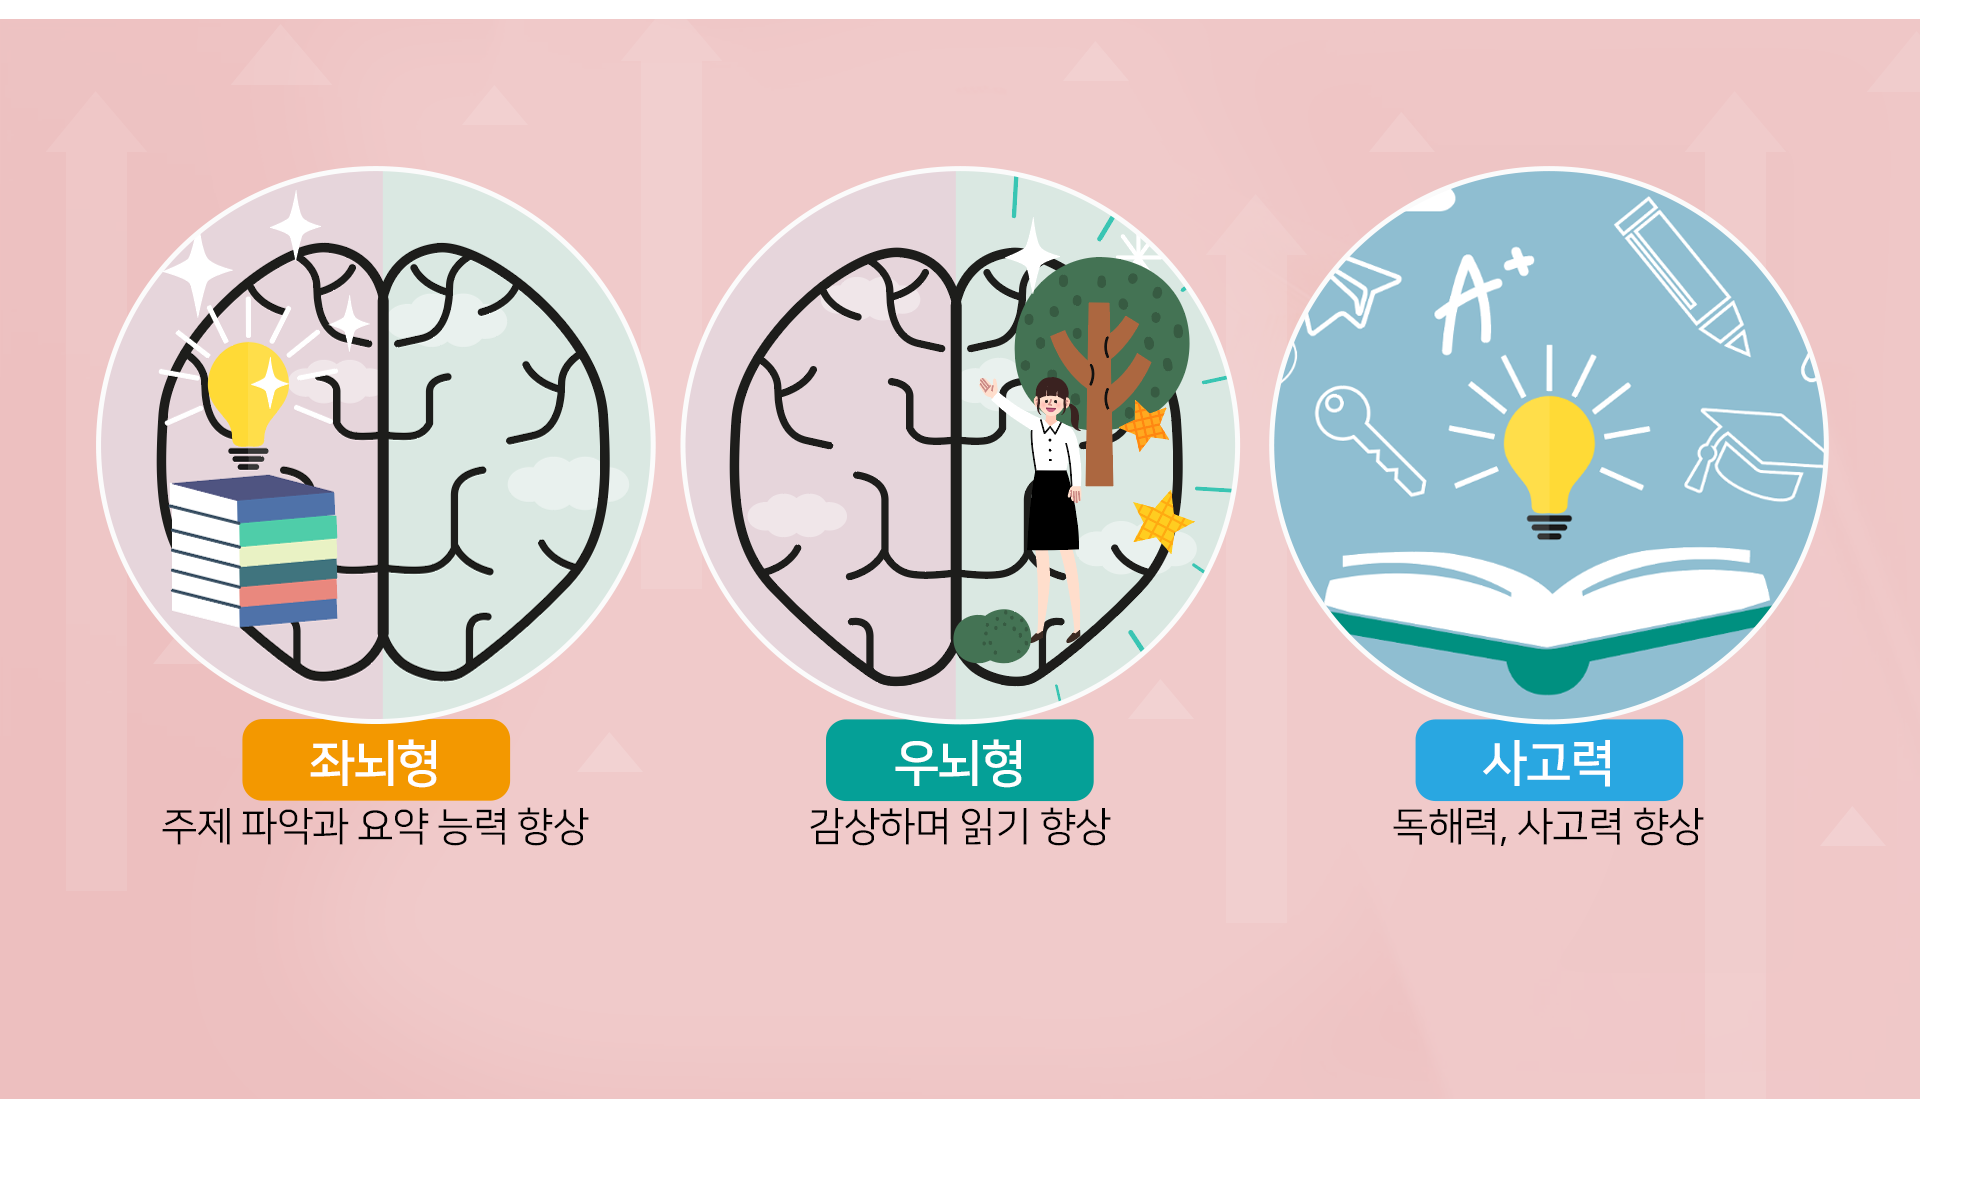 A+
좌뇌형
주제 파악과 요약 능력 향상
우뇌형
감상하며 읽기 향상
사고력
독해력, 사고력 향상